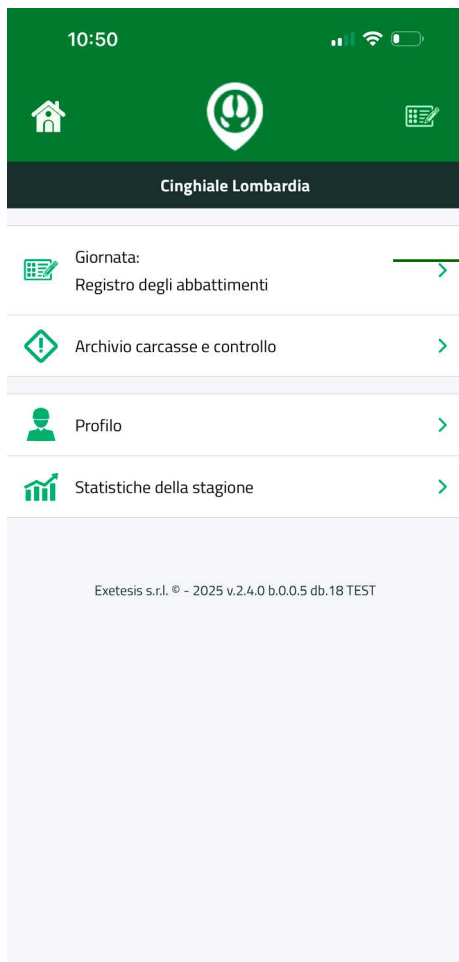 10:50
Cinghiale Lombardia
Giornata:
Registro degli abbattimenti
Archivio carcasse e controllo
Profilo
Statistiche della stagione
Exetesis s.r.l. © - 2025 v.2.4.0 b.0.0.5 db.18 TEST